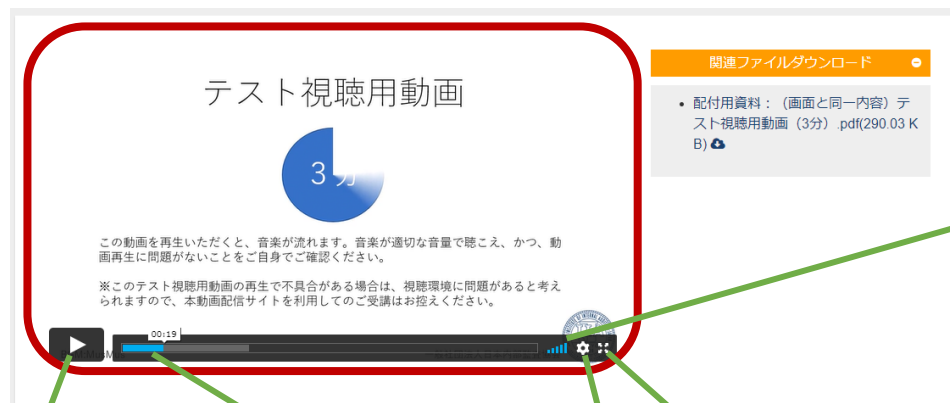 テスト視聴用動画
3分
この動画を再生いただくと、音楽が流れます。音楽が適切な音量で聴こえ、かつ、動
画再生に問題がないことをご自身でご確認ください。
※このテスト視聴用動画の再生で不具合がある場合は、視聴環境に問題があると考え
られますので、本動画配信サイトを利用してのご受講はお控えください。
00:19
関連ファイルダウンロード
配付用資料：（画面と同一内容）テ
スト視聴用動画（3分）.pdf(290.03 K
B)